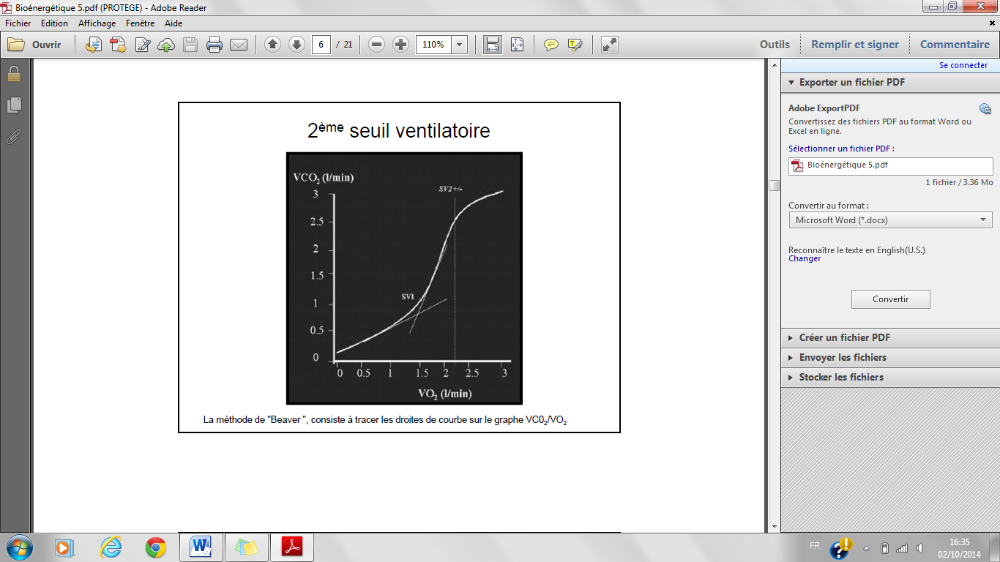 Bioénergétique 5.pdf (PROTEGE) - Adobe Reader
Fichier Edition Affichage Fenêtre Aide
Ouvrir 6 / 21 110% Outils Remplir et signer Commentaire
Se connecter
Exporter un fichier PDF
Adobe ExportPDF
Convertissez des fichiers PDF au format Word ou
Excel en ligne.
Sélectionner un fichier PDF :
Bioénergétique 5.pdf
1 fichier / 3.36 Mo
Convertir au format :
Microsoft Word (*.docx)
Reconnaître le texte en English(U.S.)
Changer
Convertir
Créer un fichier PDF
Envoyer les fichiers
Stocker les fichiers
2ème seuil ventilatoire
VCO2 (l/min)
SV2+/-
3
2.5
2
1.5
SV1
1
0.5
0
0 0.5 1 1.5 2 2.5 3
VO2 (l/min)
La méthode de "Beaver ", consiste à tracer les droites de courbe sur le graphe VC02/VO2
FR
16:35
02/10/2014